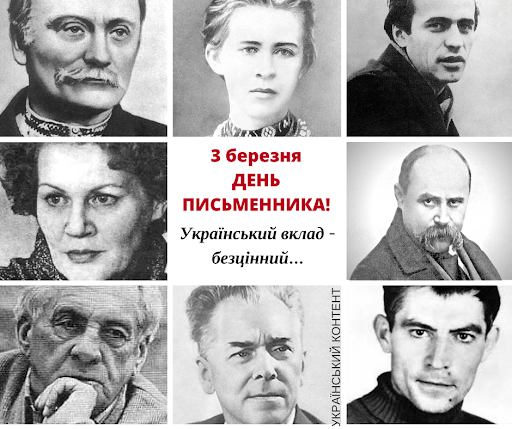 3 березня
ДЕНЬ
ПИСЬМЕННИКА!
Український вклад -
безцінний...
УКРАЇНСЬКИЙ КОНТЕНТ